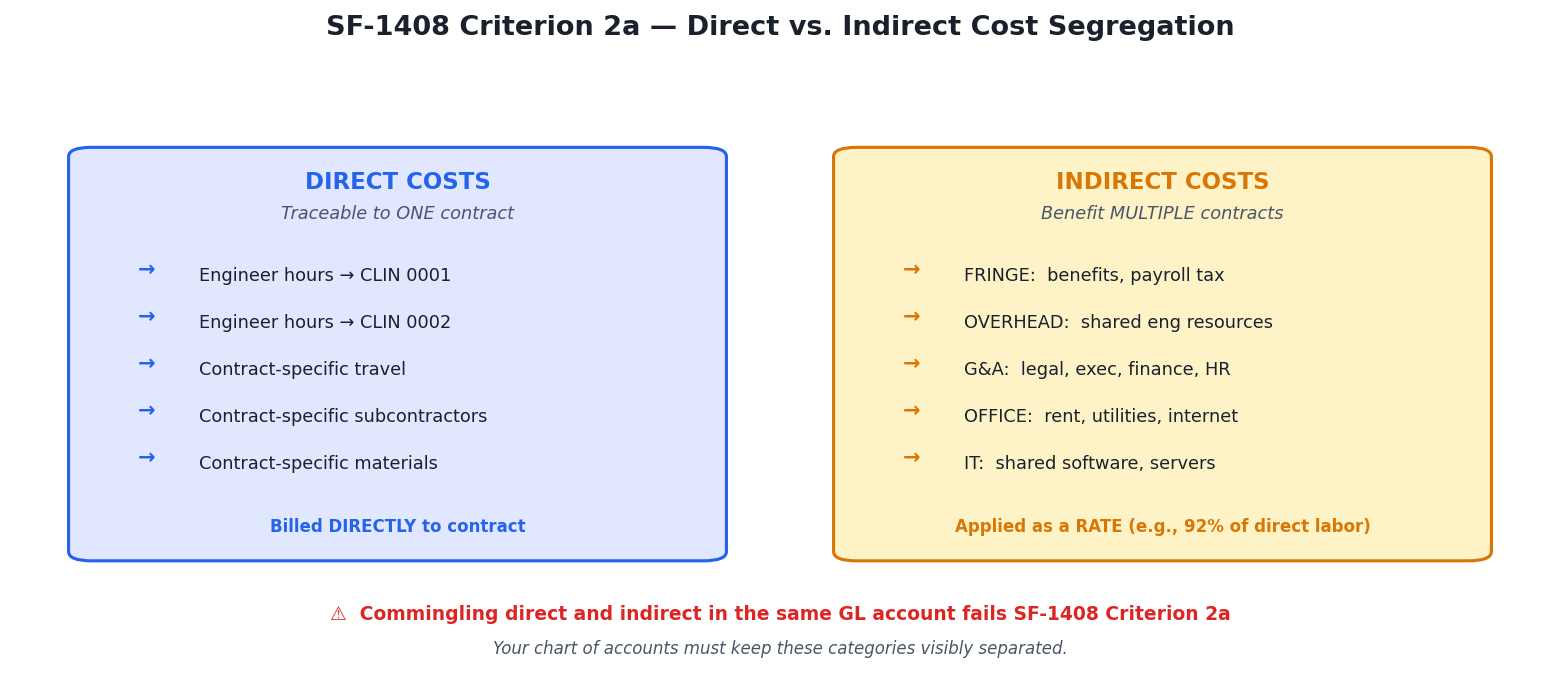 SF-1408 Criterion 2a — Direct vs. Indirect Cost Segregation
DIRECT COSTS
Traceable to ONE contract
→ Engineer hours → CLIN 0001
→ Engineer hours → CLIN 0002
→ Contract-specific travel
→ Contract-specific subcontractors
→ Contract-specific materials
Billed DIRECTLY to contract
INDIRECT COSTS
Benefit MULTIPLE contracts
→ FRINGE:  benefits, payroll tax
→ OVERHEAD:  shared eng resources
→ G&A:  legal, exec, finance, HR
→ OFFICE:  rent, utilities, internet
→ IT:  shared software, servers
Applied as a RATE (e.g., 92% of direct labor)
⚠ Commingling direct and indirect in the same GL account fails SF-1408 Criterion 2a
Your chart of accounts must keep these categories visibly separated.